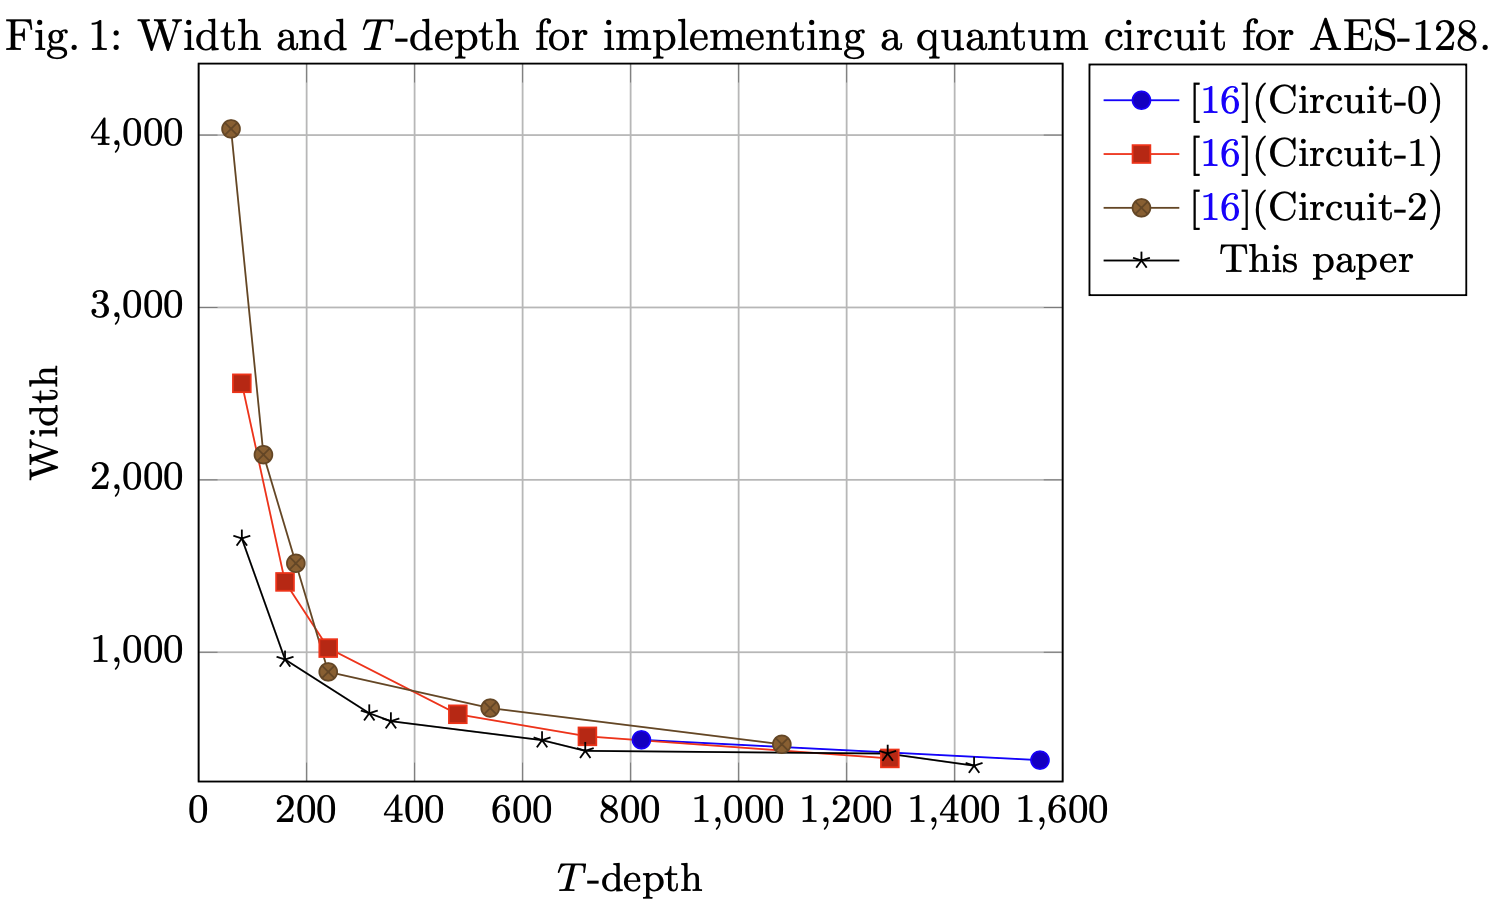 Fig. 1: Width and T-depth for implementing a quantum circuit for AES-128.
[16](Circuit-0)
[16](Circuit-1)
[16](Circuit-2)
This paper
4,000
3,000
2,000
1,000
Width
0 200 400 600 800 1,000 1,200 1,400 1,600
T-depth